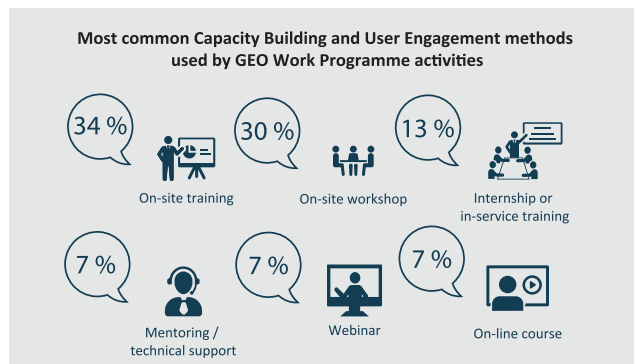 Most common Capacity Building and User Engagement methods
used by GEO Work Programme activities
34 %
On-site training
30 %
On-site workshop
13 %
Internship or
in-service training
7 %
Mentoring /
technical support
7 %
Webinar
7 %
On-line course